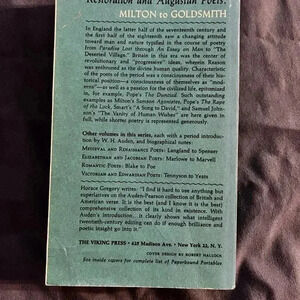 Restoration and Augustan Poets:
MILTON to GOLDSMITH
In England the latter half of the seventeenth century and
the first half of the eighteenth saw a changing attitude
toward man and nature typified in the course of poetry
from Paradise Lost through An Essay on Man to "The
Deserted Village." Britain in this era was the center of
revolutionary and "progressive" ideas, wherein Reason
was enthroned as the divine human quality. Characteristic
of the poets of the period was a consciousness of their his-
torical position—a consciousness of themselves as "mod-
erns"—as well as a passion for the civilized life, epitomized
in, for example, Pope's The Dunciad. Such outstanding
examples as Milton's Samson Agonistes, Pope's The Rape
of the Lock, Smart's "A Song to David," and Samuel John-
son's "The Vanity of Human Wishes" are here given in
full, while shorter poetry is represented generously.
Other volumes in this series, each with a period introduction
by W. H. Auden, and biographical notes:
MEDIEVAL AND RENAISSANCE POETS: Langland to Spenser
ELIZABETHAN AND JACOBEAN POETS: Marlowe to Marvell
ROMANTIC POETS: Blake to Poe
VICTORIAN AND EDWARDIAN POETS: Tennyson to Yeats
Horace Gregory writes: "I find it hard to use anything but
superlatives on the Auden-Pearson collection of British and
American verse. It is the best (and I know it is the best)
comprehensive collection of its kind in existence. With
Auden's introduction, it clearly shows what intelligent
twentieth-century editing can do if enough brilliance and
poetic insight go into it."
THE VIKING PRESS • 625 Madison Ave. • New York 22, N. Y.
COVER DESIGN BY ROBERT HALLOCK
See inside covers for complete list of Paperbound Portables